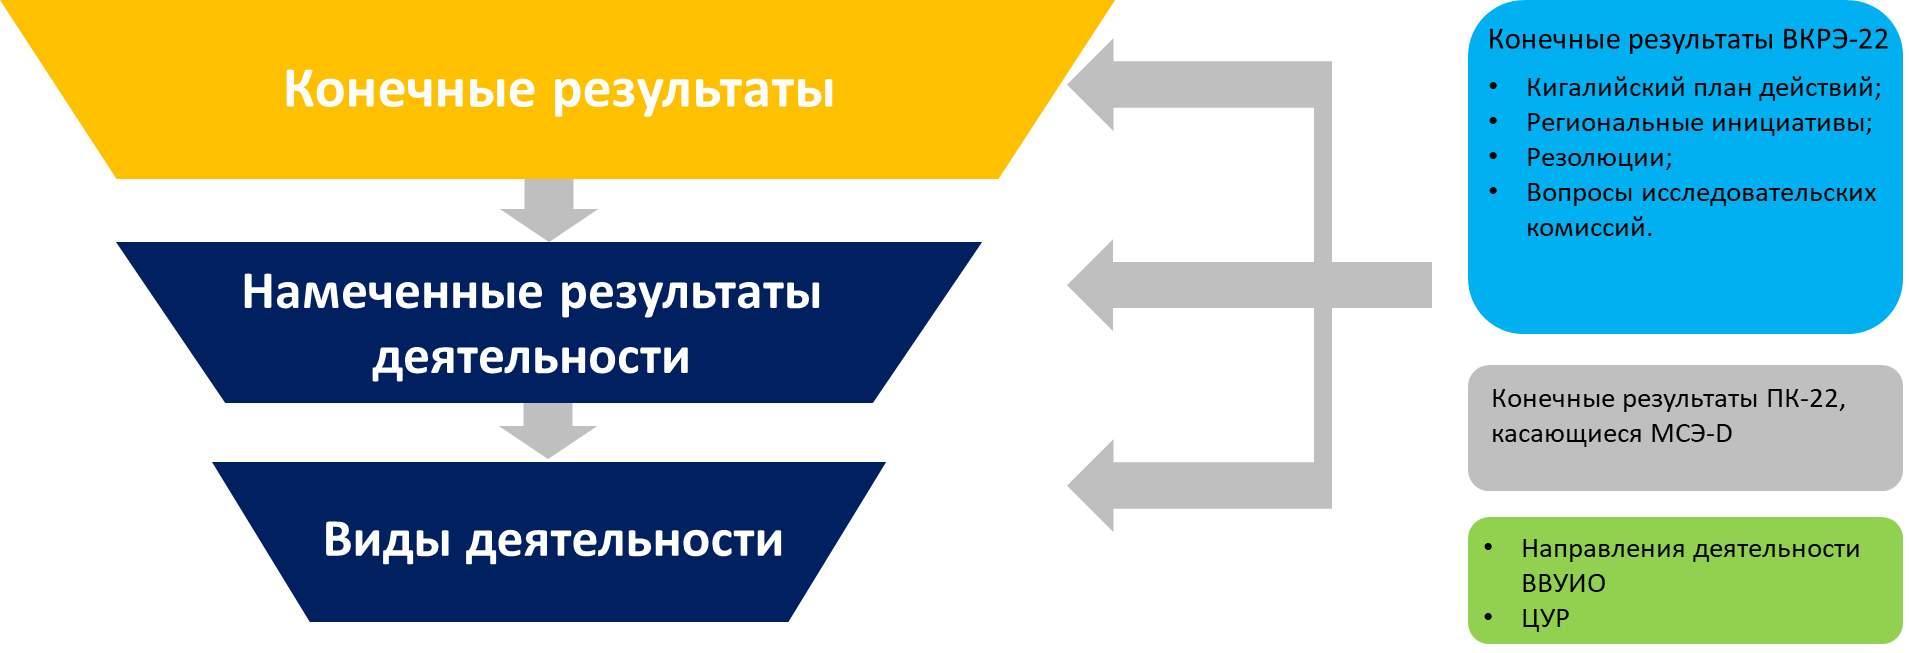 Конечные результаты
Намеченные результаты
деятельности
Виды деятельности
Конечные результаты ВКРЭ-22
• Кигалийский план действий;
• Региональные инициативы;
• Резолюции;
• Вопросы исследовательских
комиссий.
Конечные результаты ПК-22,
касающиеся МСЭ-D
• Направления деятельности
ВВУИО
• ЦУР